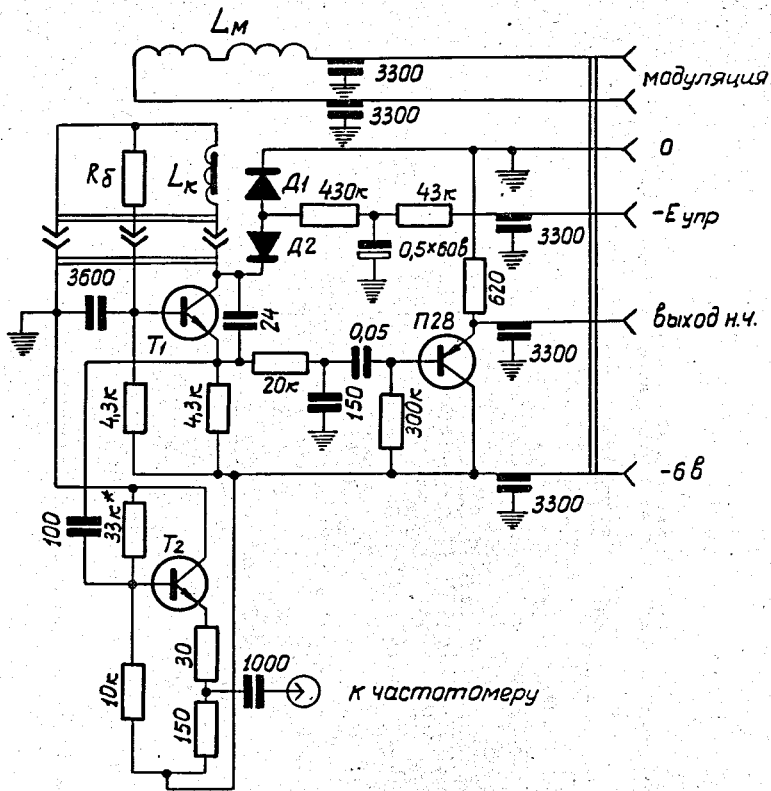 Lм
3300
модуляция
3300
0
Rб
Lк
Д1
430к
43к
-Eупр
Д2
0,5×60в
3300
3600
620
24
П28
выход н.ч.
T1
0,05
3300
20к
4,3к
4,3к
150
300к
-6в
3300
100
33к*
T2
30
1000
10к
к частотомеру
150